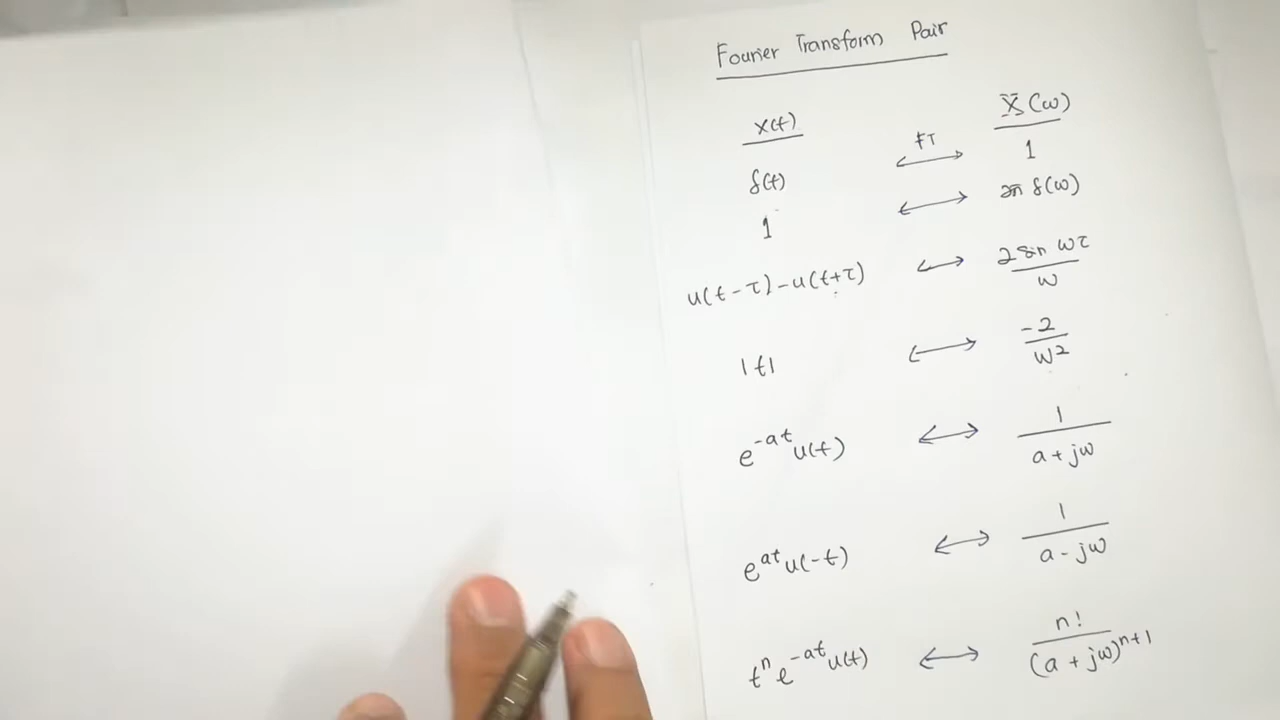 Fourier Transform Pair
x(t) X(ω)
δ(t) ⟷ FT 1
1 ⟷ 2π δ(ω)
u(t-τ)-u(t+τ) ⟷ 2 sin ωτ / ω
|t| ⟷ -2 / ω²
e^{-at} u(t) ⟷ 1 / a+jω
e^{at} u(-t) ⟷ 1 / a-jω
t^n e^{-at} u(t) ⟷ n! / (a+jω)^{n+1}